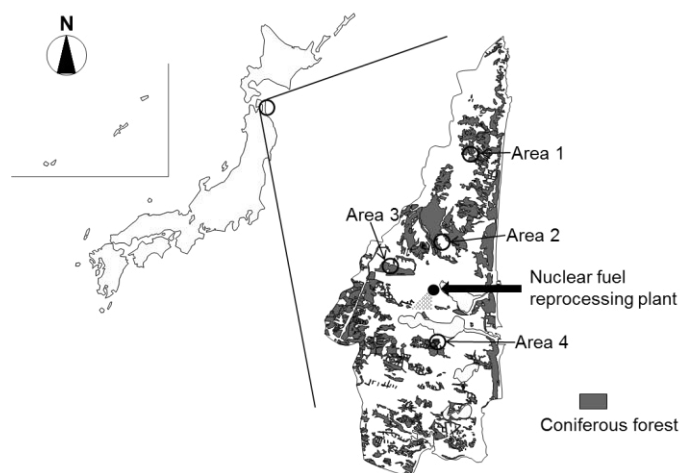 N
Area 1
Area 3
Area 2
Nuclear fuel
reprocessing plant
Area 4
Coniferous forest